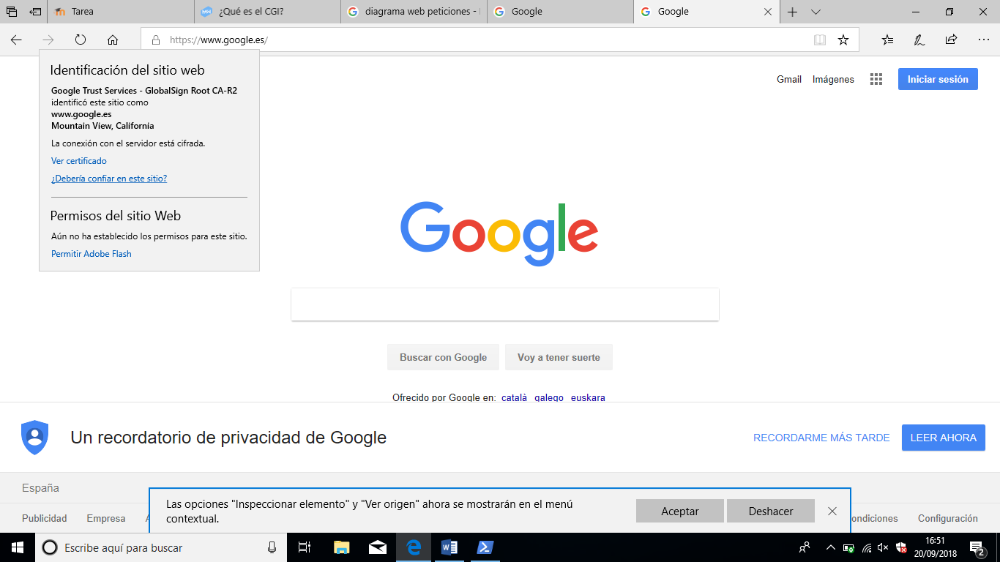 Tarea
¿Qué es el CGI?
diagrama web peticiones -
Google
Google
https://www.google.es/
Identificación del sitio web
Google Trust Services - GlobalSign Root CA-R2
identificó este sitio como
www.google.es
Mountain View, California
La conexión con el servidor está cifrada.
Ver certificado
¿Debería confiar en este sitio?
Permisos del sitio Web
Aún no ha establecido los permisos para este sitio.
Permitir Adobe Flash
Gmail Imágenes Iniciar sesión
Google
Buscar con Google Voy a tener suerte
Ofrecido por Google en: català galego euskara
Un recordatorio de privacidad de Google
RECORDARME MÁS TARDE LEER AHORA
España
Las opciones "Inspeccionar elemento" y "Ver origen" ahora se mostrarán en el menú
contextual.
Aceptar Deshacer
Publicidad Empresa ondiciones Configuración
Escribe aquí para buscar
16:51
20/09/2018
2